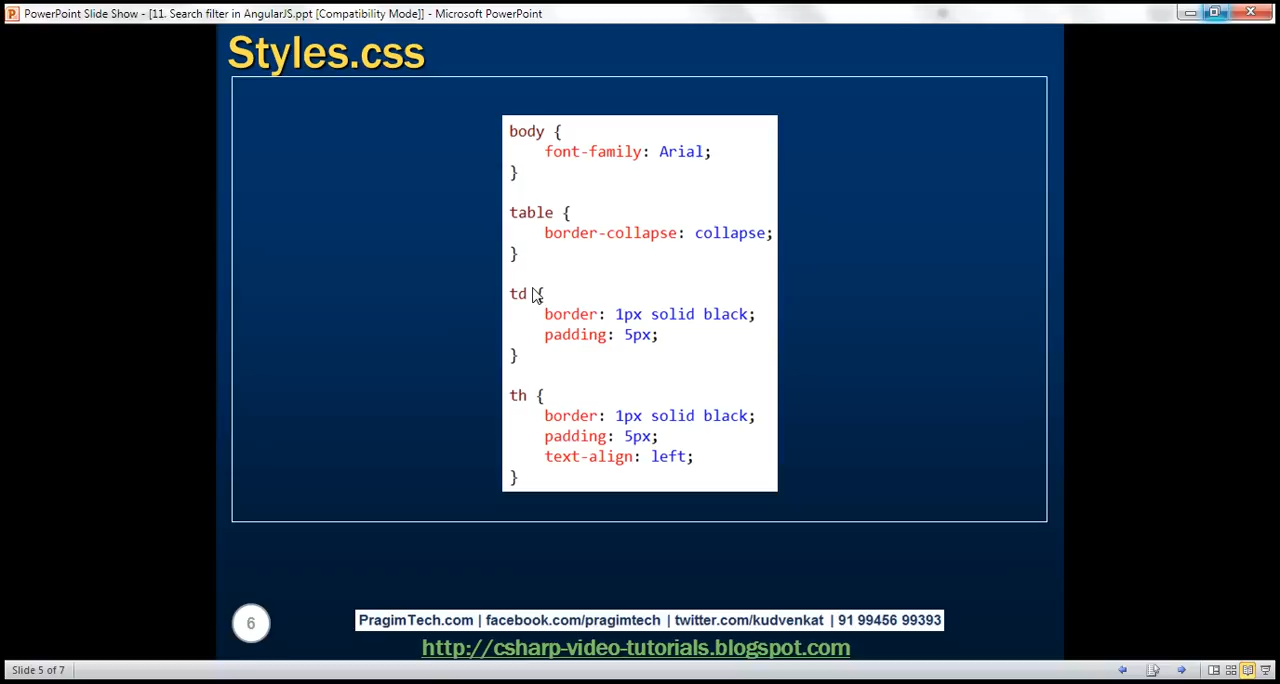 PowerPoint Slide Show - [11. Search filter in AngularJS.ppt [Compatibility Mode]] - Microsoft PowerPoint
Styles.css
body {
font-family: Arial;
}
table {
border-collapse: collapse;
}
td {
border: 1px solid black;
padding: 5px;
}
th {
border: 1px solid black;
padding: 5px;
text-align: left;
}
6
PragimTech.com | facebook.com/pragimtech | twitter.com/kudvenkat | 91 99456 99393
http://csharp-video-tutorials.blogspot.com
Slide 5 of 7